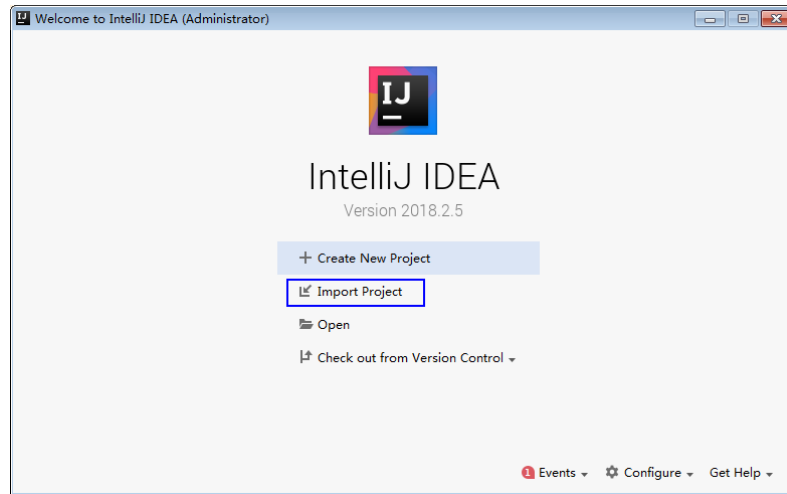 Welcome to IntelliJ IDEA (Administrator)
IJ
IntelliJ IDEA
Version 2018.2.5
Create New Project
Import Project
Open
Check out from Version Control
1 Events Configure Get Help